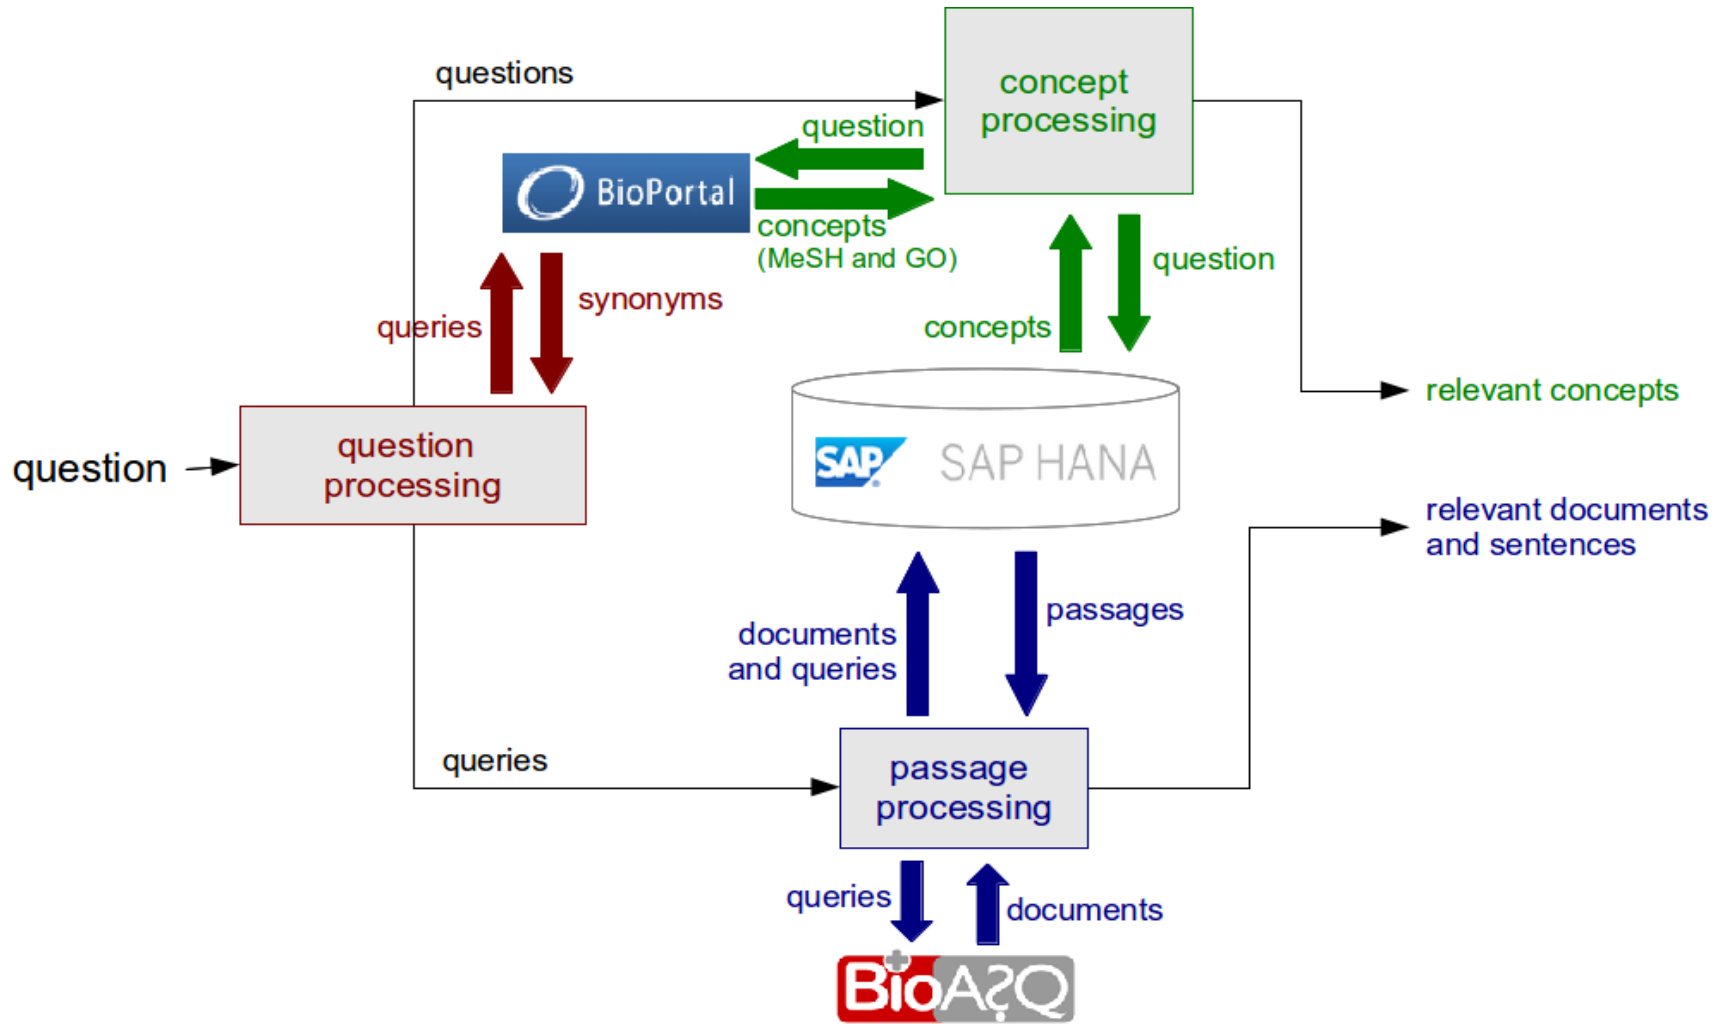 questions
concept
processing
question
BioPortal
concepts
(MeSH and GO)
question
synonyms
queries
concepts
relevant concepts
question
question
processing
SAP
SAP HANA
relevant documents
and sentences
passages
documents
and queries
queries
passage
processing
queries
documents
BioASQ